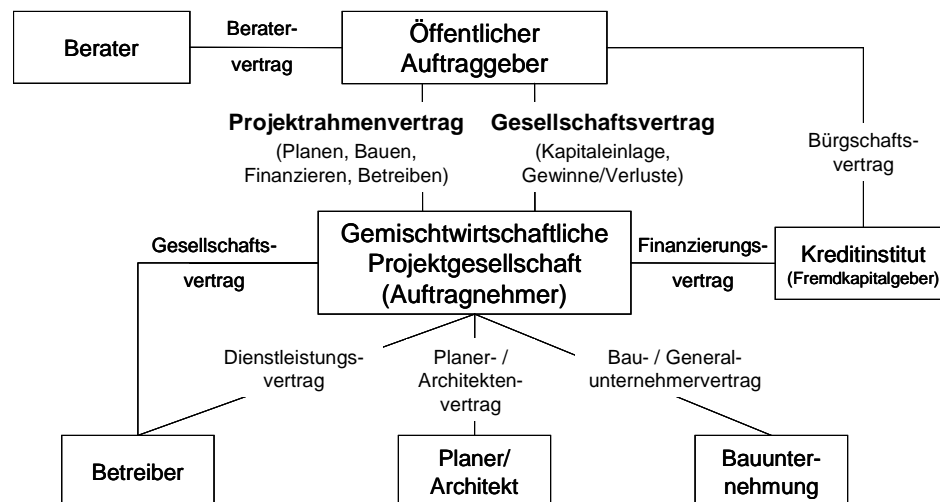 Berater
Berater-
vertrag
Öffentlicher
Auftraggeber
Projektrahmenvertrag
(Planen, Bauen,
Finanzieren, Betreiben)
Gesellschaftsvertrag
(Kapitaleinlage,
Gewinne/Verluste)
Bürgschafts-
vertrag
Gesellschafts-
vertrag
Gemischtwirtschaftliche
Projektgesellschaft
(Auftragnehmer)
Finanzierungs-
vertrag
Kreditinstitut
(Fremdkapitalgeber)
Dienstleistungs-
vertrag
Planer- /
Architekten-
vertrag
Bau- / General-
unternehmervertrag
Betreiber
Planer/
Architekt
Bauunter-
nehmung